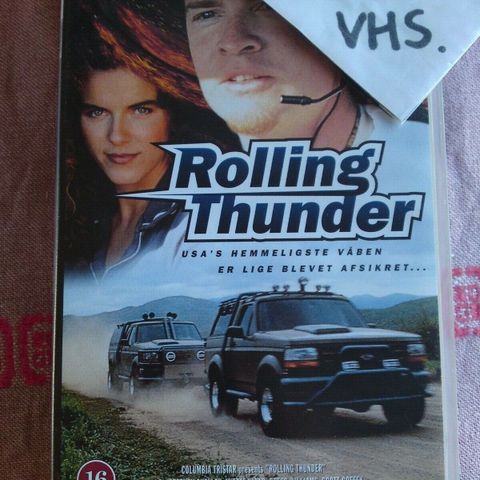 VHS.
Rolling
Thunder
USA'S HEMMELIGSTE VÅBEN
ER LIGE BLEVET AFSIKRET...
COLUMBIA TRISTAR presents "ROLLING THUNDER"
16